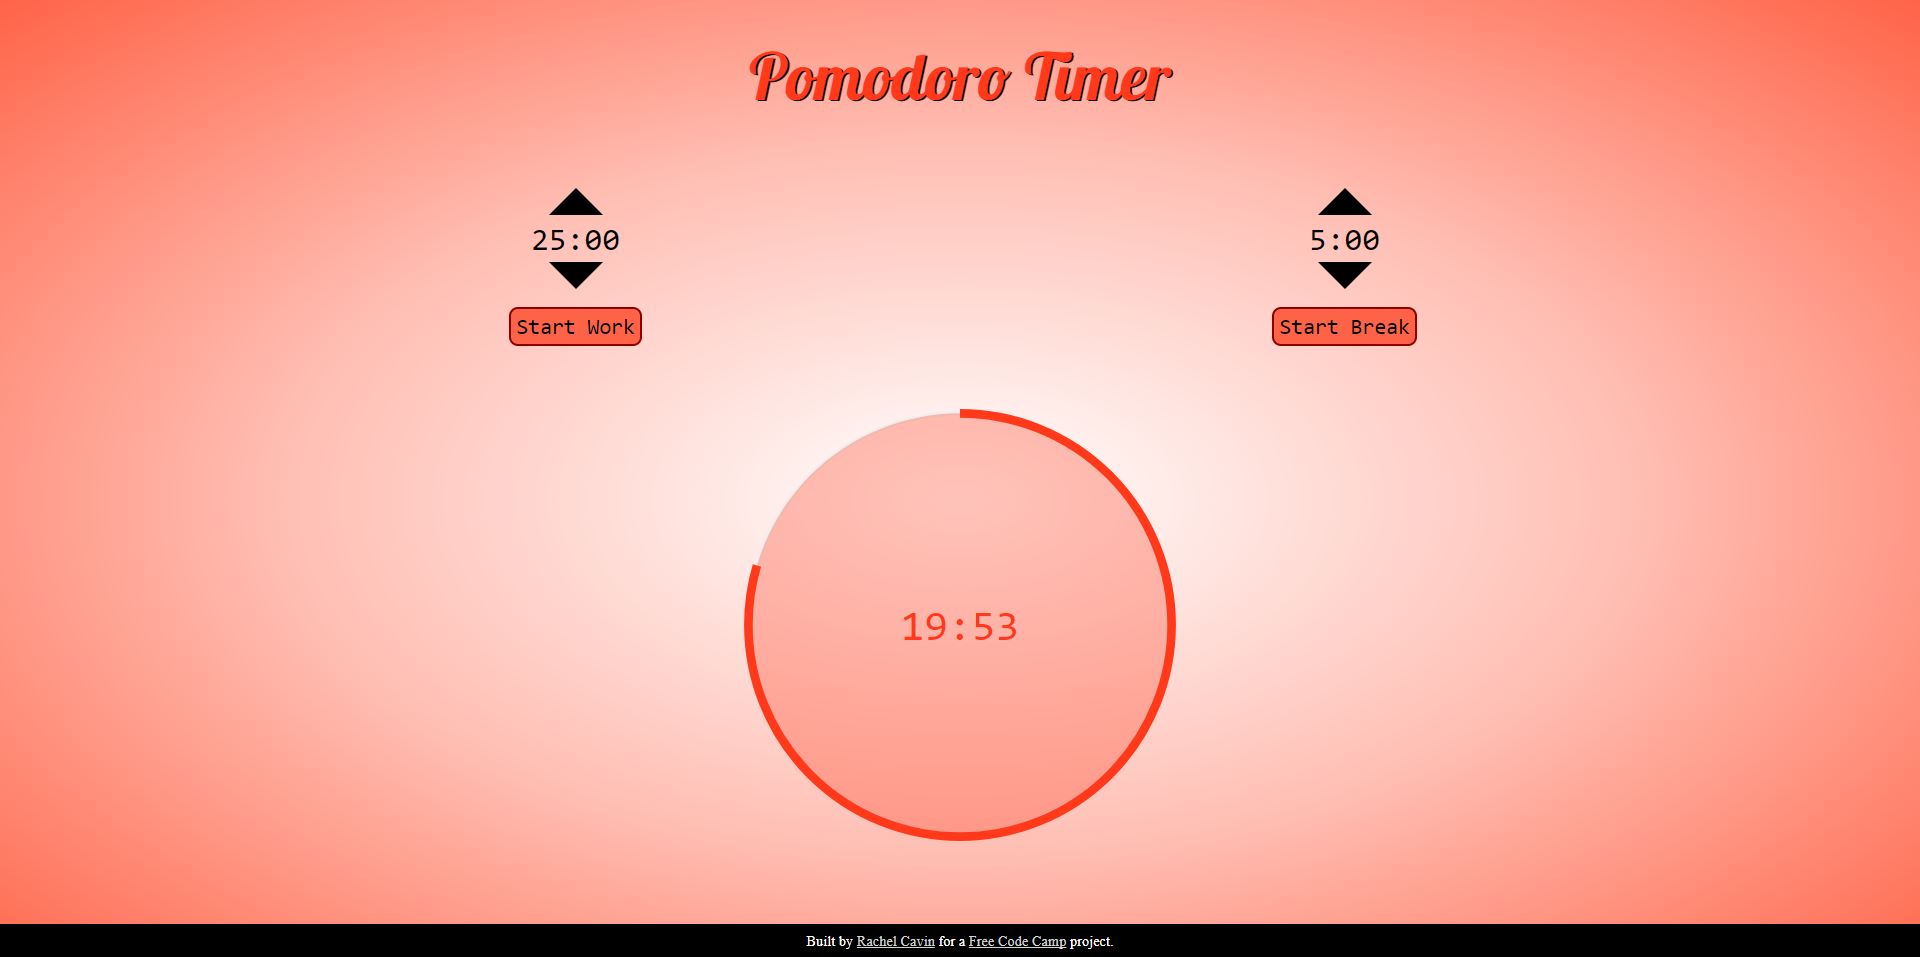 Pomodoro Timer
25:00
5:00
Start Work
Start Break
19:53
Built by Rachel Cavin for a Free Code Camp project.